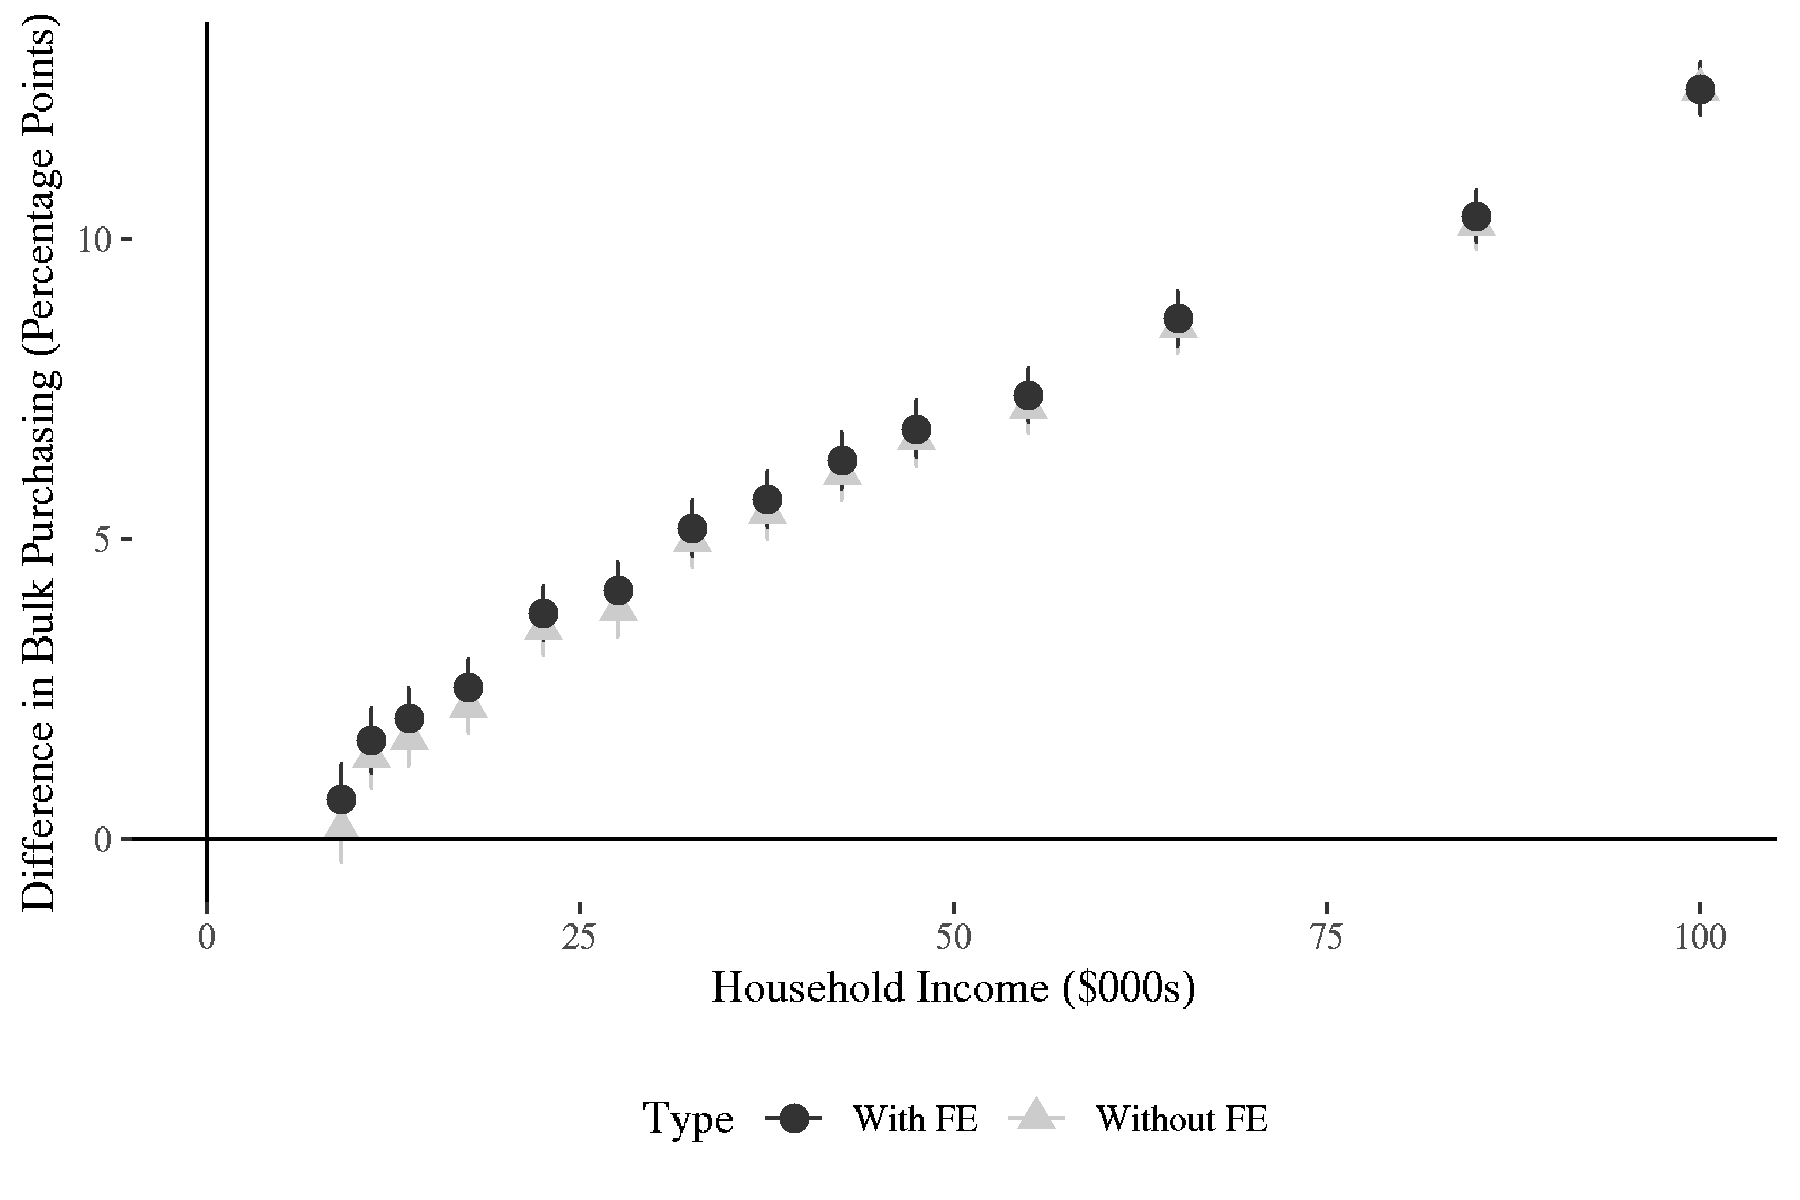 Difference in Bulk Purchasing (Percentage Points)
10
5
0
0 25 50 75 100
Household Income ($000s)
Type With FE Without FE